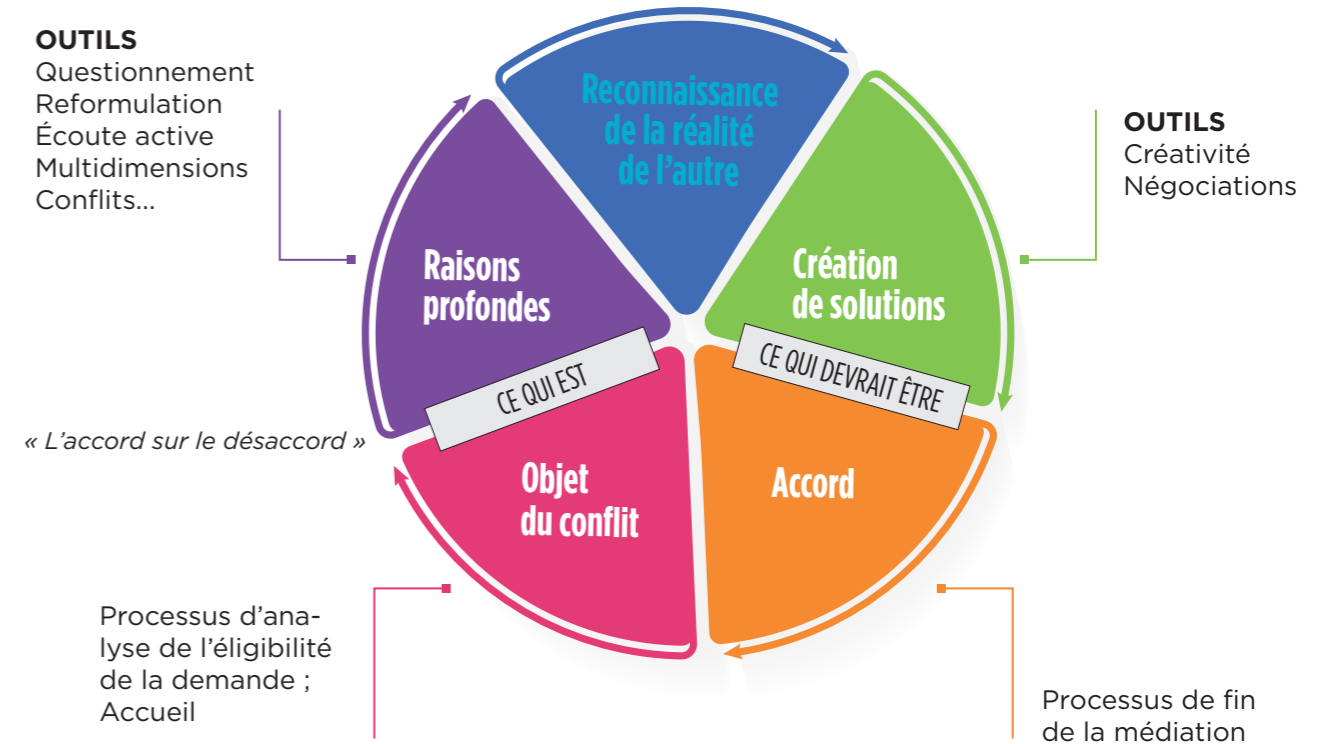 OUTILS
Questionnement
Reformulation
Écoute active
Multidimensions
Conflits...
Reconnaissance
de la réalité
de l'autre
OUTILS
Créativité
Négociations
Raisons
profondes
Création
de solutions
CE QUI EST
CE QUI DEVRAIT ÊTRE
« L'accord sur le désaccord »
Objet
du conflit
Accord
Processus d'ana-
lyse de l'éligibilité
de la demande ;
Accueil
Processus de fin
de la médiation